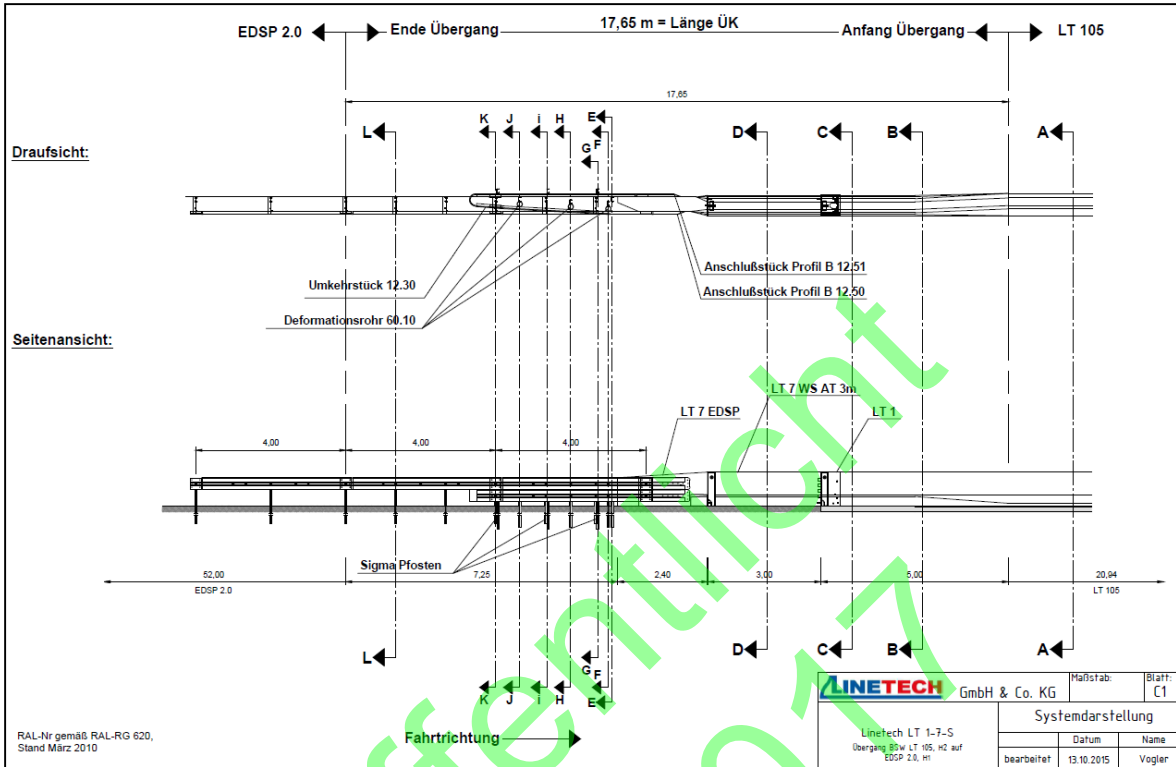 EDSP 2.0
Ende Übergang
17,65 m = Länge ÜK
Anfang Übergang
LT 105
17,65
L
K
J
i
H
E
F
G
D
C
B
A
Draufsicht:
Anschlußstück Profil B 12.51
Umkehrstück 12.30
Anschlußstück Profil B 12.50
Deformationsrohr 60.10
Seitenansicht:
LT 7 WS AT 3m
LT 7 EDSP
LT 1
4,00
4,00
4,00
Sigma Pfosten
52,00
7,25
2,40
3,00
5,00
20,94
EDSP 2.0
LT 105
L
K
J
i
H
G
F
E
D
C
B
A
Fahrtrichtung
RAL-Nr gemäß RAL-RG 620,
Stand März 2010
LINETECH GmbH & Co. KG
Maßstab:
Blatt:
C1
Systemdarstellung
Linetech LT 1-7-S
Übergang BSW LT 105, H2 auf
EDSP 2.0, H1
Datum
Name
bearbeitet
13.10.2015
Vogler
entlicht
017